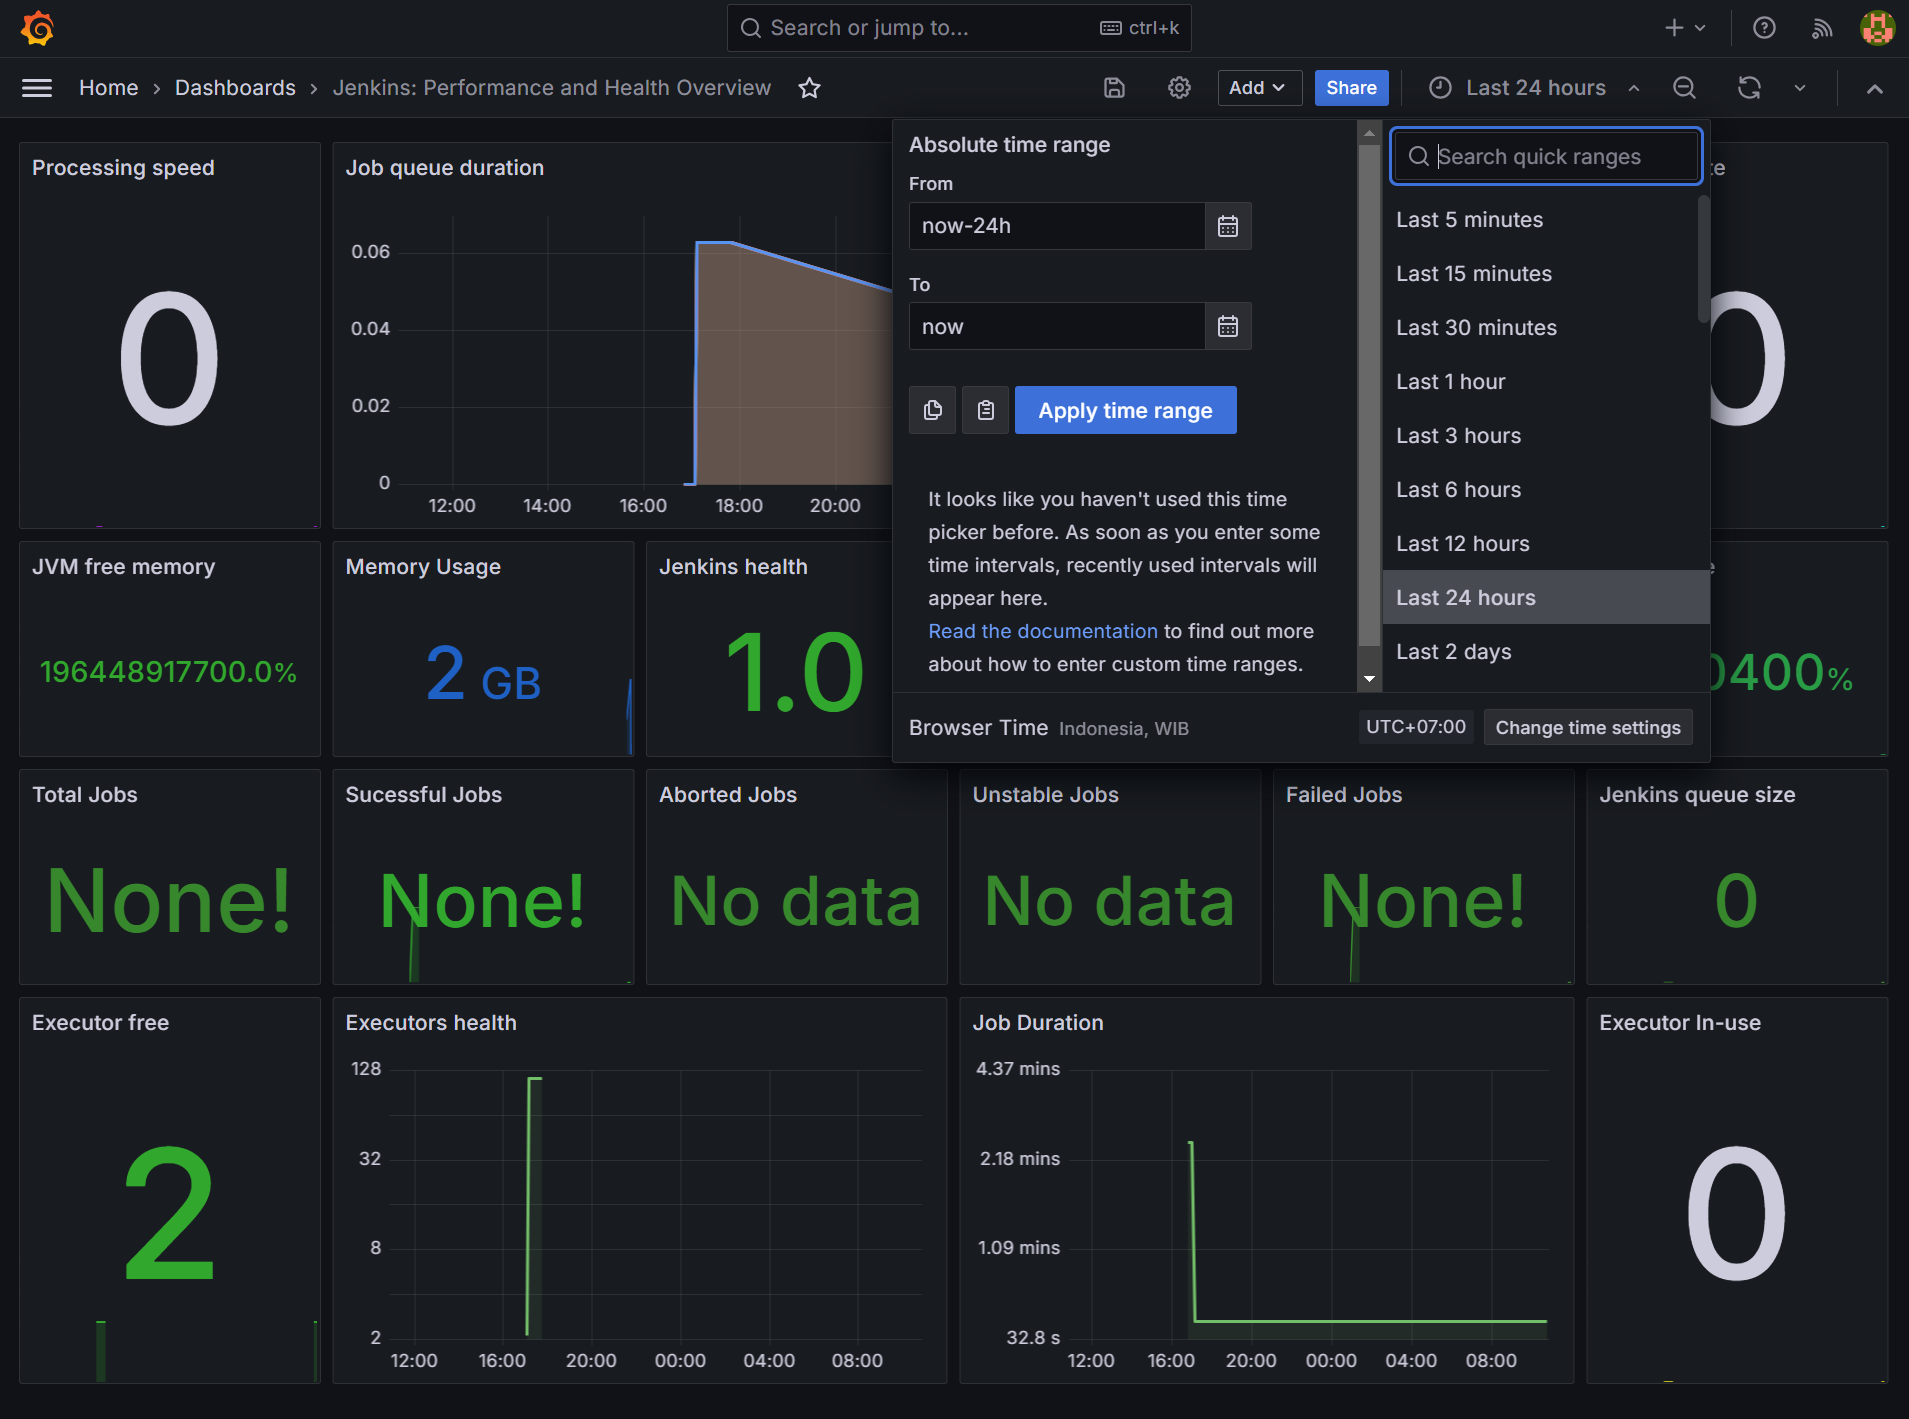 Search or jump to... ctrl+k
Home › Dashboards › Jenkins: Performance and Health Overview
Add
Share
Last 24 hours
Processing speed
0
Job queue duration
0.06
0.04
0.02
0
12:00 14:00 16:00 18:00 20:00
Absolute time range
From
now-24h
To
now
Apply time range
It looks like you haven't used this time
picker before. As soon as you enter some
time intervals, recently used intervals will
appear here.
Read the documentation to find out more
about how to enter custom time ranges.
Search quick ranges
Last 5 minutes
Last 15 minutes
Last 30 minutes
Last 1 hour
Last 3 hours
Last 6 hours
Last 12 hours
Last 24 hours
Last 2 days
Browser Time Indonesia, WIB
UTC+07:00
Change time settings
0
JVM free memory
196448917700.0%
Memory Usage
2 GB
Jenkins health
1.0
0400%
Total Jobs
None!
Sucessful Jobs
None!
Aborted Jobs
No data
Unstable Jobs
No data
Failed Jobs
None!
Jenkins queue size
0
Executor free
2
Executors health
128
32
8
2
12:00 16:00 20:00 00:00 04:00 08:00
Job Duration
4.37 mins
2.18 mins
1.09 mins
32.8 s
12:00 16:00 20:00 00:00 04:00 08:00
Executor In-use
0